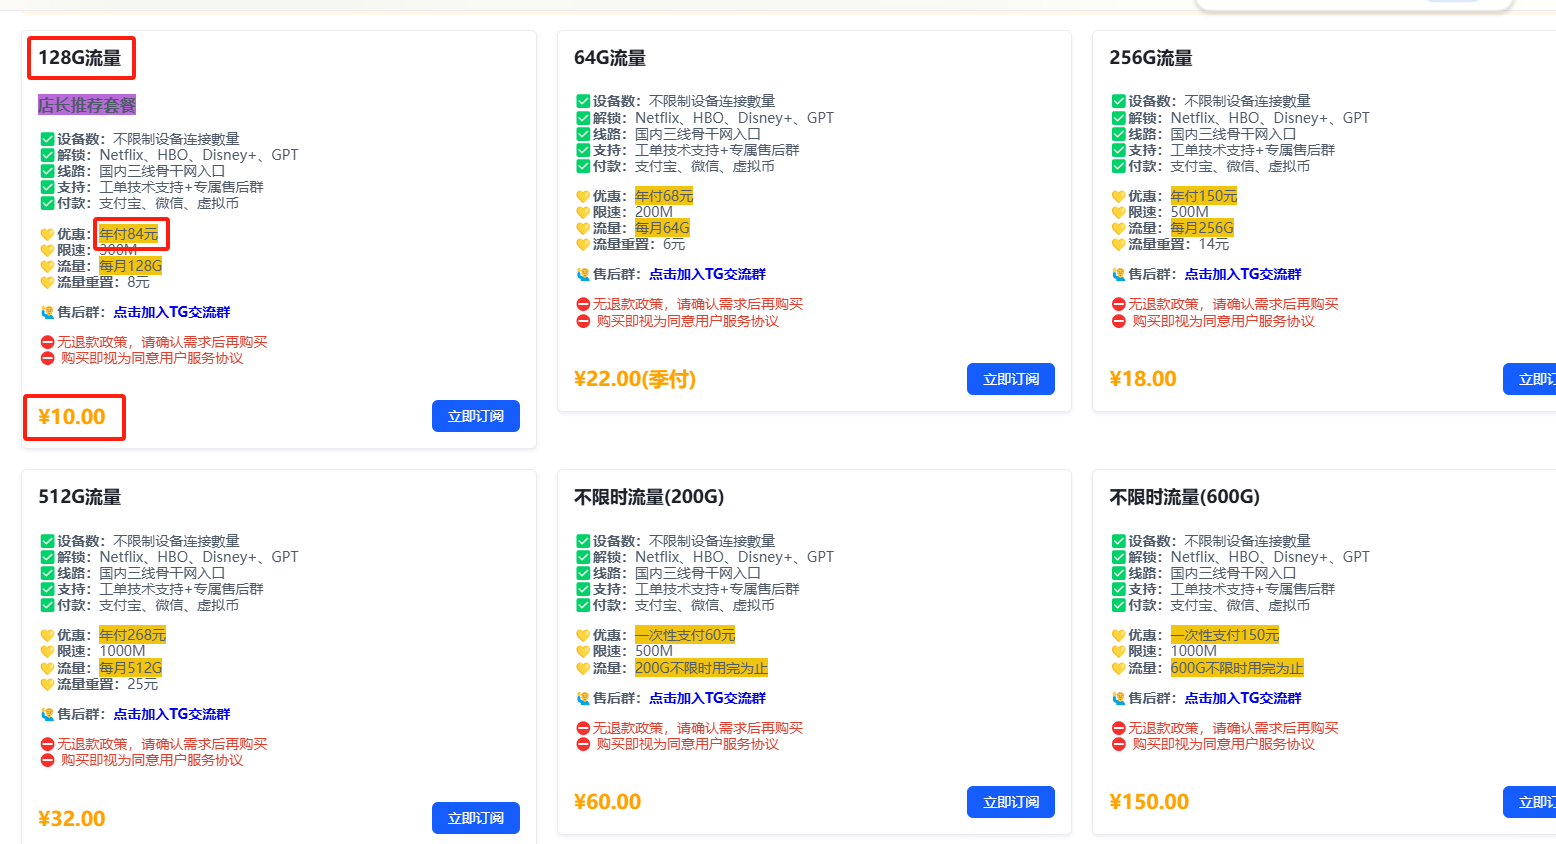 128G流量
店长推荐套餐
✅设备数：不限制设备连接數量
✅解锁：Netflix、HBO、Disney+、GPT
✅线路：国内三线骨干网入口
✅支持：工单技术支持+专属售后群
✅付款：支付宝、微信、虚拟币
💛优惠：年付84元
💛限速：300M
💛流量：每月128G
💛流量重置：8元
🙋售后群：点击加入TG交流群
⛔无退款政策，请确认需求后再购买
⛔ 购买即视为同意用户服务协议
¥10.00
立即订阅
64G流量
✅设备数：不限制设备连接數量
✅解锁：Netflix、HBO、Disney+、GPT
✅线路：国内三线骨干网入口
✅支持：工单技术支持+专属售后群
✅付款：支付宝、微信、虚拟币
💛优惠：年付68元
💛限速：200M
💛流量：每月64G
💛流量重置：6元
🙋售后群：点击加入TG交流群
⛔无退款政策，请确认需求后再购买
⛔ 购买即视为同意用户服务协议
¥22.00(季付)
立即订阅
256G流量
✅设备数：不限制设备连接數量
✅解锁：Netflix、HBO、Disney+、GPT
✅线路：国内三线骨干网入口
✅支持：工单技术支持+专属售后群
✅付款：支付宝、微信、虚拟币
💛优惠：年付150元
💛限速：500M
💛流量：每月256G
💛流量重置：14元
🙋售后群：点击加入TG交流群
⛔无退款政策，请确认需求后再购买
⛔ 购买即视为同意用户服务协议
¥18.00
立即订
512G流量
✅设备数：不限制设备连接數量
✅解锁：Netflix、HBO、Disney+、GPT
✅线路：国内三线骨干网入口
✅支持：工单技术支持+专属售后群
✅付款：支付宝、微信、虚拟币
💛优惠：年付268元
💛限速：1000M
💛流量：每月512G
💛流量重置：25元
🙋售后群：点击加入TG交流群
⛔无退款政策，请确认需求后再购买
⛔ 购买即视为同意用户服务协议
¥32.00
立即订阅
不限时流量(200G)
✅设备数：不限制设备连接數量
✅解锁：Netflix、HBO、Disney+、GPT
✅线路：国内三线骨干网入口
✅支持：工单技术支持+专属售后群
✅付款：支付宝、微信、虚拟币
💛优惠：一次性支付60元
💛限速：500M
💛流量：200G不限时用完为止
🙋售后群：点击加入TG交流群
⛔无退款政策，请确认需求后再购买
⛔ 购买即视为同意用户服务协议
¥60.00
立即订阅
不限时流量(600G)
✅设备数：不限制设备连接數量
✅解锁：Netflix、HBO、Disney+、GPT
✅线路：国内三线骨干网入口
✅支持：工单技术支持+专属售后群
✅付款：支付宝、微信、虚拟币
💛优惠：一次性支付150元
💛限速：1000M
💛流量：600G不限时用完为止
🙋售后群：点击加入TG交流群
⛔无退款政策，请确认需求后再购买
⛔ 购买即视为同意用户服务协议
¥150.00
立即订